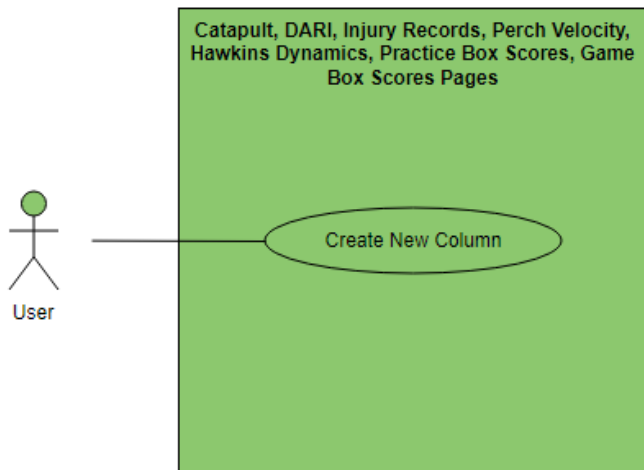 Catapult, DARI, Injury Records, Perch Velocity,
Hawkins Dynamics, Practice Box Scores, Game
Box Scores Pages
Create New Column
User